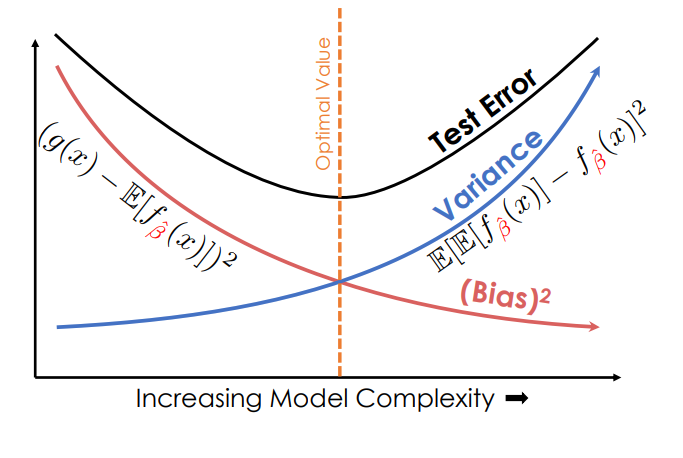 Optimal Value
Test Error
Variance
(g(x) − 𝔼[f_β̂(x)])²
𝔼[𝔼[f_β̂(x)] − f_β̂(x)]²
(Bias)²
Increasing Model Complexity ➡